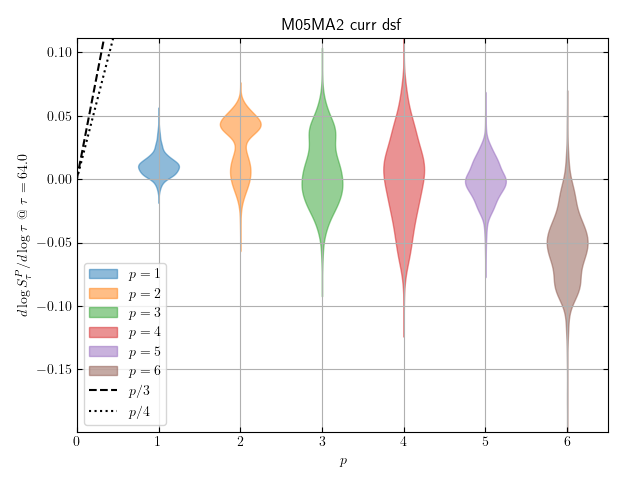 M05MA2 curr dsf
d log S_τ^P / d log τ @ τ = 64.0
0.10
0.05
0.00
−0.05
−0.10
−0.15
p = 1
p = 2
p = 3
p = 4
p = 5
p = 6
p/3
p/4
0 1 2 3 4 5 6
p